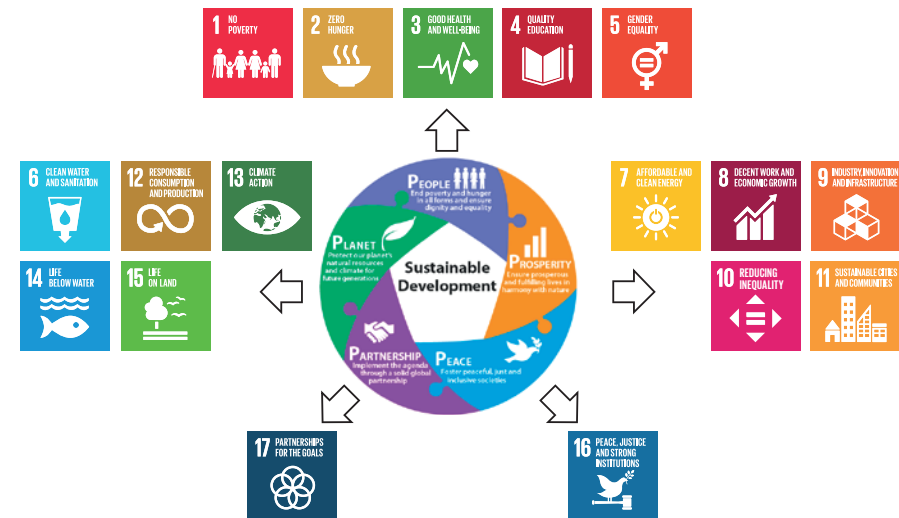 1 NO
POVERTY
2 ZERO
HUNGER
3 GOOD HEALTH
AND WELL-BEING
4 QUALITY
EDUCATION
5 GENDER
EQUALITY
6 CLEAN WATER
AND SANITATION
12 RESPONSIBLE
CONSUMPTION
AND PRODUCTION
13 CLIMATE
ACTION
14 LIFE
BELOW WATER
15 LIFE
ON LAND
PEOPLE
End poverty and hunger
in all forms and ensure
dignity and equality
PLANET
Protect our planet's
natural resources
and climate for
future generations
Sustainable
Development
PROSPERITY
Ensure prosperous
and fulfilling lives in
harmony with nature
PARTNERSHIP
Implement the agenda
through a solid global
partnership
PEACE
Foster peaceful, just and
inclusive societies
7 AFFORDABLE AND
CLEAN ENERGY
8 DECENT WORK AND
ECONOMIC GROWTH
9 INDUSTRY, INNOVATION
AND INFRASTRUCTURE
10 REDUCING
INEQUALITY
11 SUSTAINABLE CITIES
AND COMMUNITIES
17 PARTNERSHIPS
FOR THE GOALS
16 PEACE, JUSTICE
AND STRONG
INSTITUTIONS